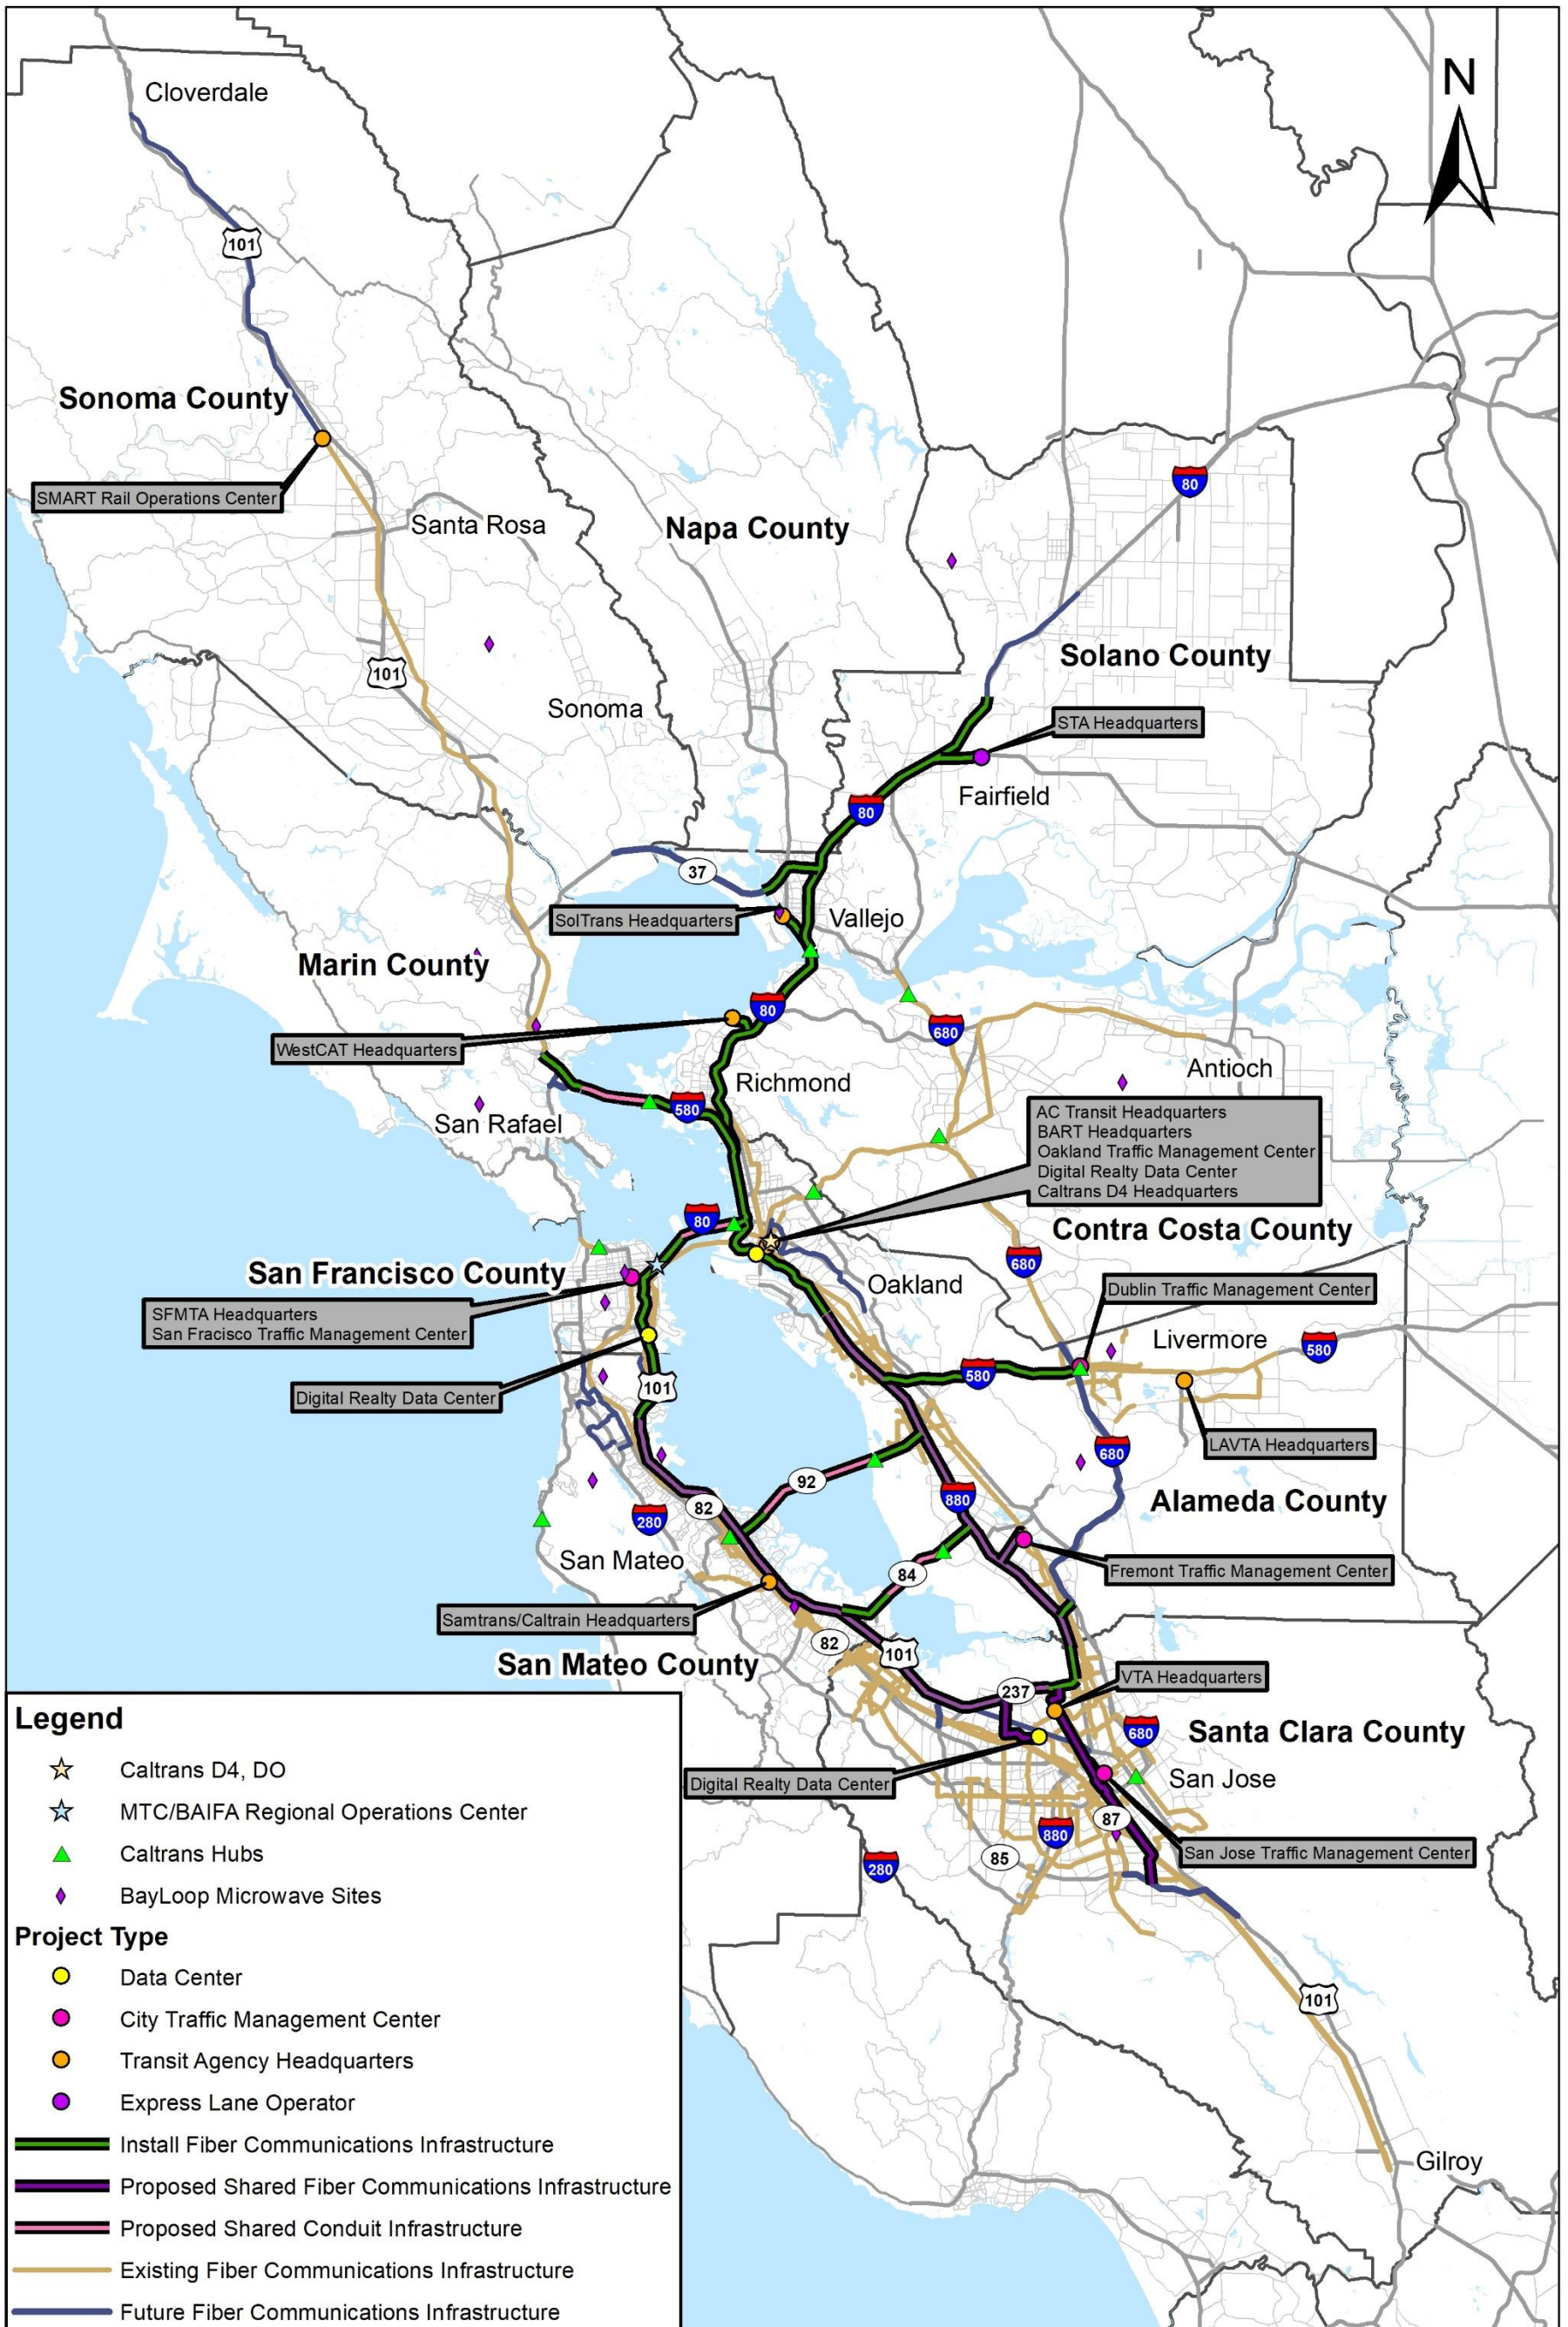 N
Cloverdale
101
Sonoma County
80
SMART Rail Operations Center
Santa Rosa
Napa County
101
Solano County
Sonoma
STA Headquarters
Fairfield
80
37
SolTrans Headquarters
Vallejo
Marin County
80
680
WestCAT Headquarters
Antioch
Richmond
580
San Rafael
AC Transit Headquarters
BART Headquarters
Oakland Traffic Management Center
Digital Realty Data Center
Caltrans D4 Headquarters
80
Contra Costa County
680
San Francisco County
Oakland
Dublin Traffic Management Center
SFMTA Headquarters
San Fracisco Traffic Management Center
Livermore
580
580
101
Digital Realty Data Center
LAVTA Headquarters
680
92
880
Alameda County
82
280
San Mateo
84
Fremont Traffic Management Center
Samtrans/Caltrain Headquarters
82
101
San Mateo County
VTA Headquarters
237
680
Santa Clara County
San Jose
Digital Realty Data Center
87
880
San Jose Traffic Management Center
85
280
101
Gilroy
Legend
Caltrans D4, DO
MTC/BAIFA Regional Operations Center
Caltrans Hubs
BayLoop Microwave Sites
Project Type
Data Center
City Traffic Management Center
Transit Agency Headquarters
Express Lane Operator
Install Fiber Communications Infrastructure
Proposed Shared Fiber Communications Infrastructure
Proposed Shared Conduit Infrastructure
Existing Fiber Communications Infrastructure
Future Fiber Communications Infrastructure